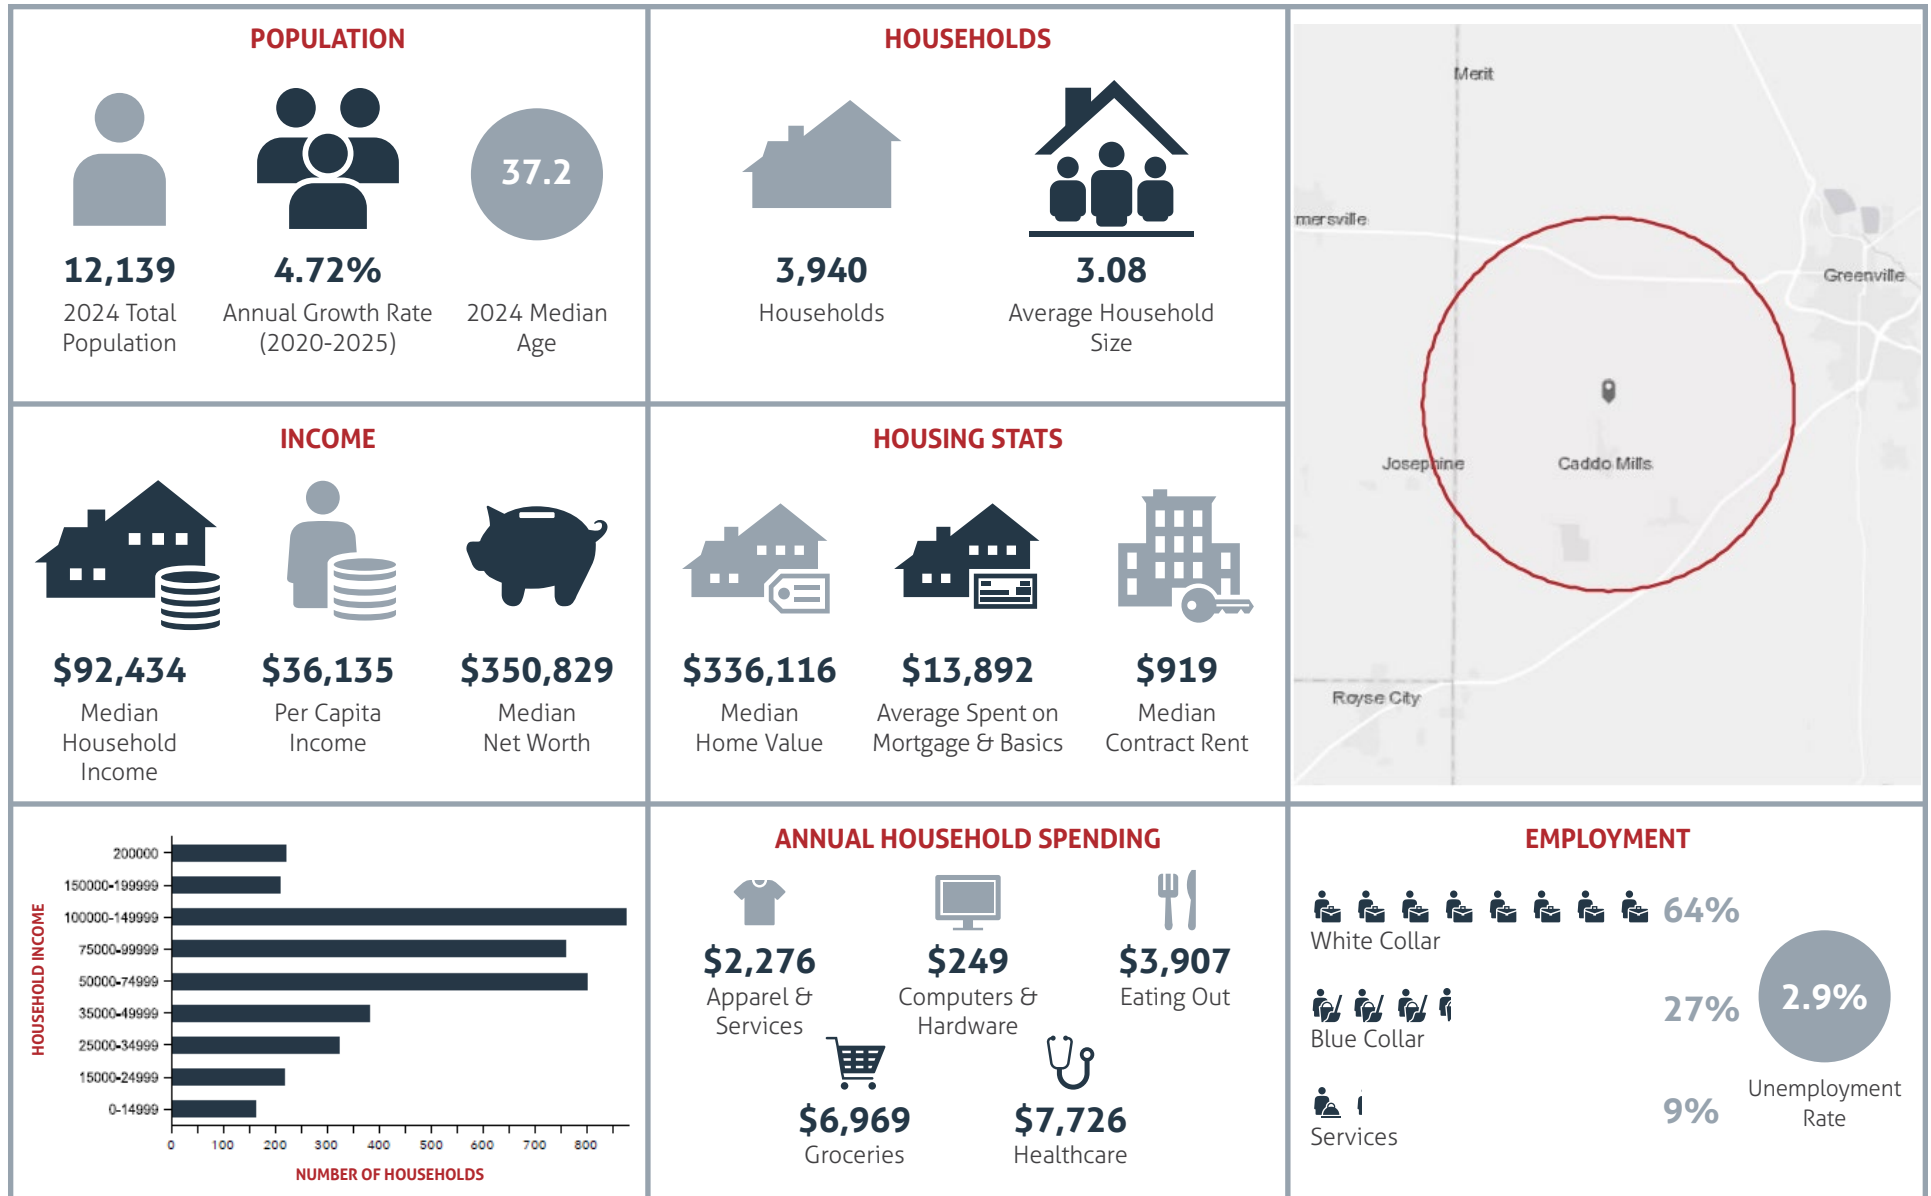 POPULATION
37.2
12,139
2024 Total
Population
4.72%
Annual Growth Rate
(2020-2025)
2024 Median
Age
HOUSEHOLDS
3,940
Households
3.08
Average Household
Size
Merit
mersville
Greenville
Josephine
Caddo Mills
Royse City
INCOME
$92,434
Median
Household
Income
$36,135
Per Capita
Income
$350,829
Median
Net Worth
HOUSING STATS
$336,116
Median
Home Value
$13,892
Average Spent on
Mortgage & Basics
$919
Median
Contract Rent
HOUSEHOLD INCOME
200000
150000-199999
100000-149999
75000-99999
50000-74999
35000-49999
25000-34999
15000-24999
0-14999
0 100 200 300 400 500 600 700 800
NUMBER OF HOUSEHOLDS
ANNUAL HOUSEHOLD SPENDING
$2,276
Apparel &
Services
$249
Computers &
Hardware
$3,907
Eating Out
$6,969
Groceries
$7,726
Healthcare
EMPLOYMENT
64%
White Collar
27%
Blue Collar
9%
Services
2.9%
Unemployment
Rate